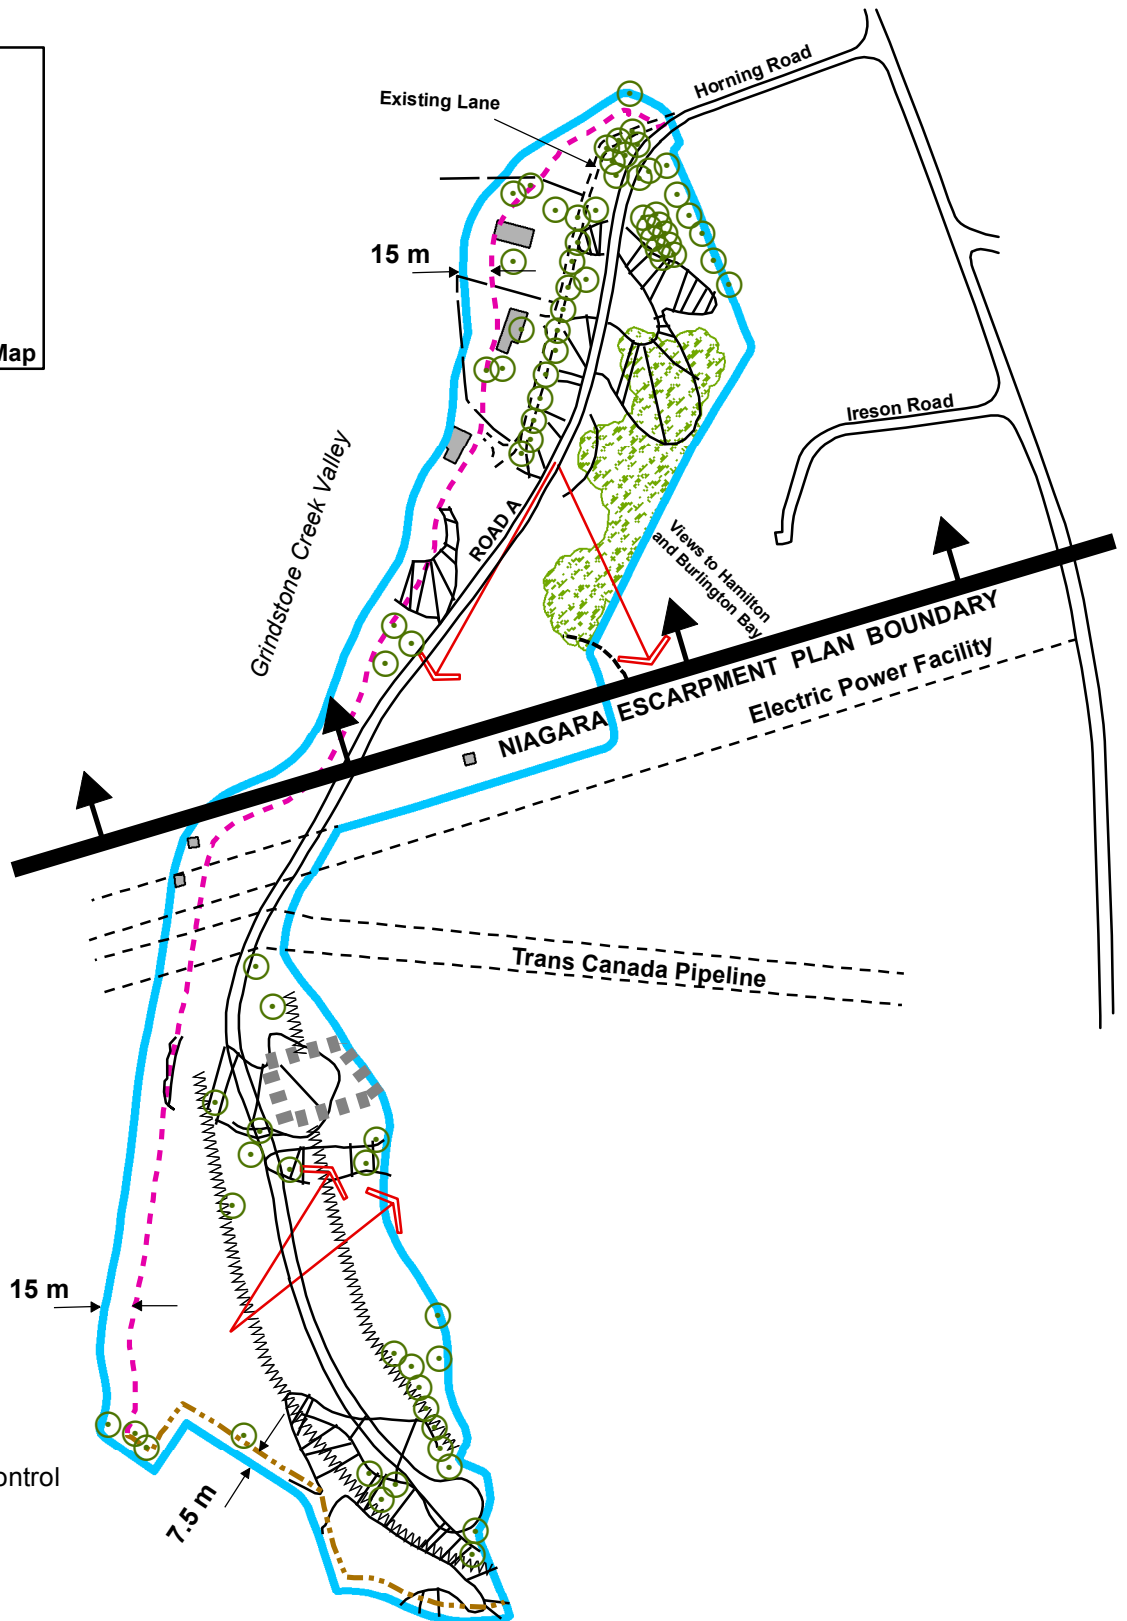 Horning Road
Existing Lane
15 m
Map
Ireson Road
Grindstone Creek Valley
ROAD A
Views to Hamilton
and Burlington Bay
NIAGARA ESCARPMENT PLAN BOUNDARY
Electric Power Facility
Trans Canada Pipeline
15 m
ontrol
7.5 m